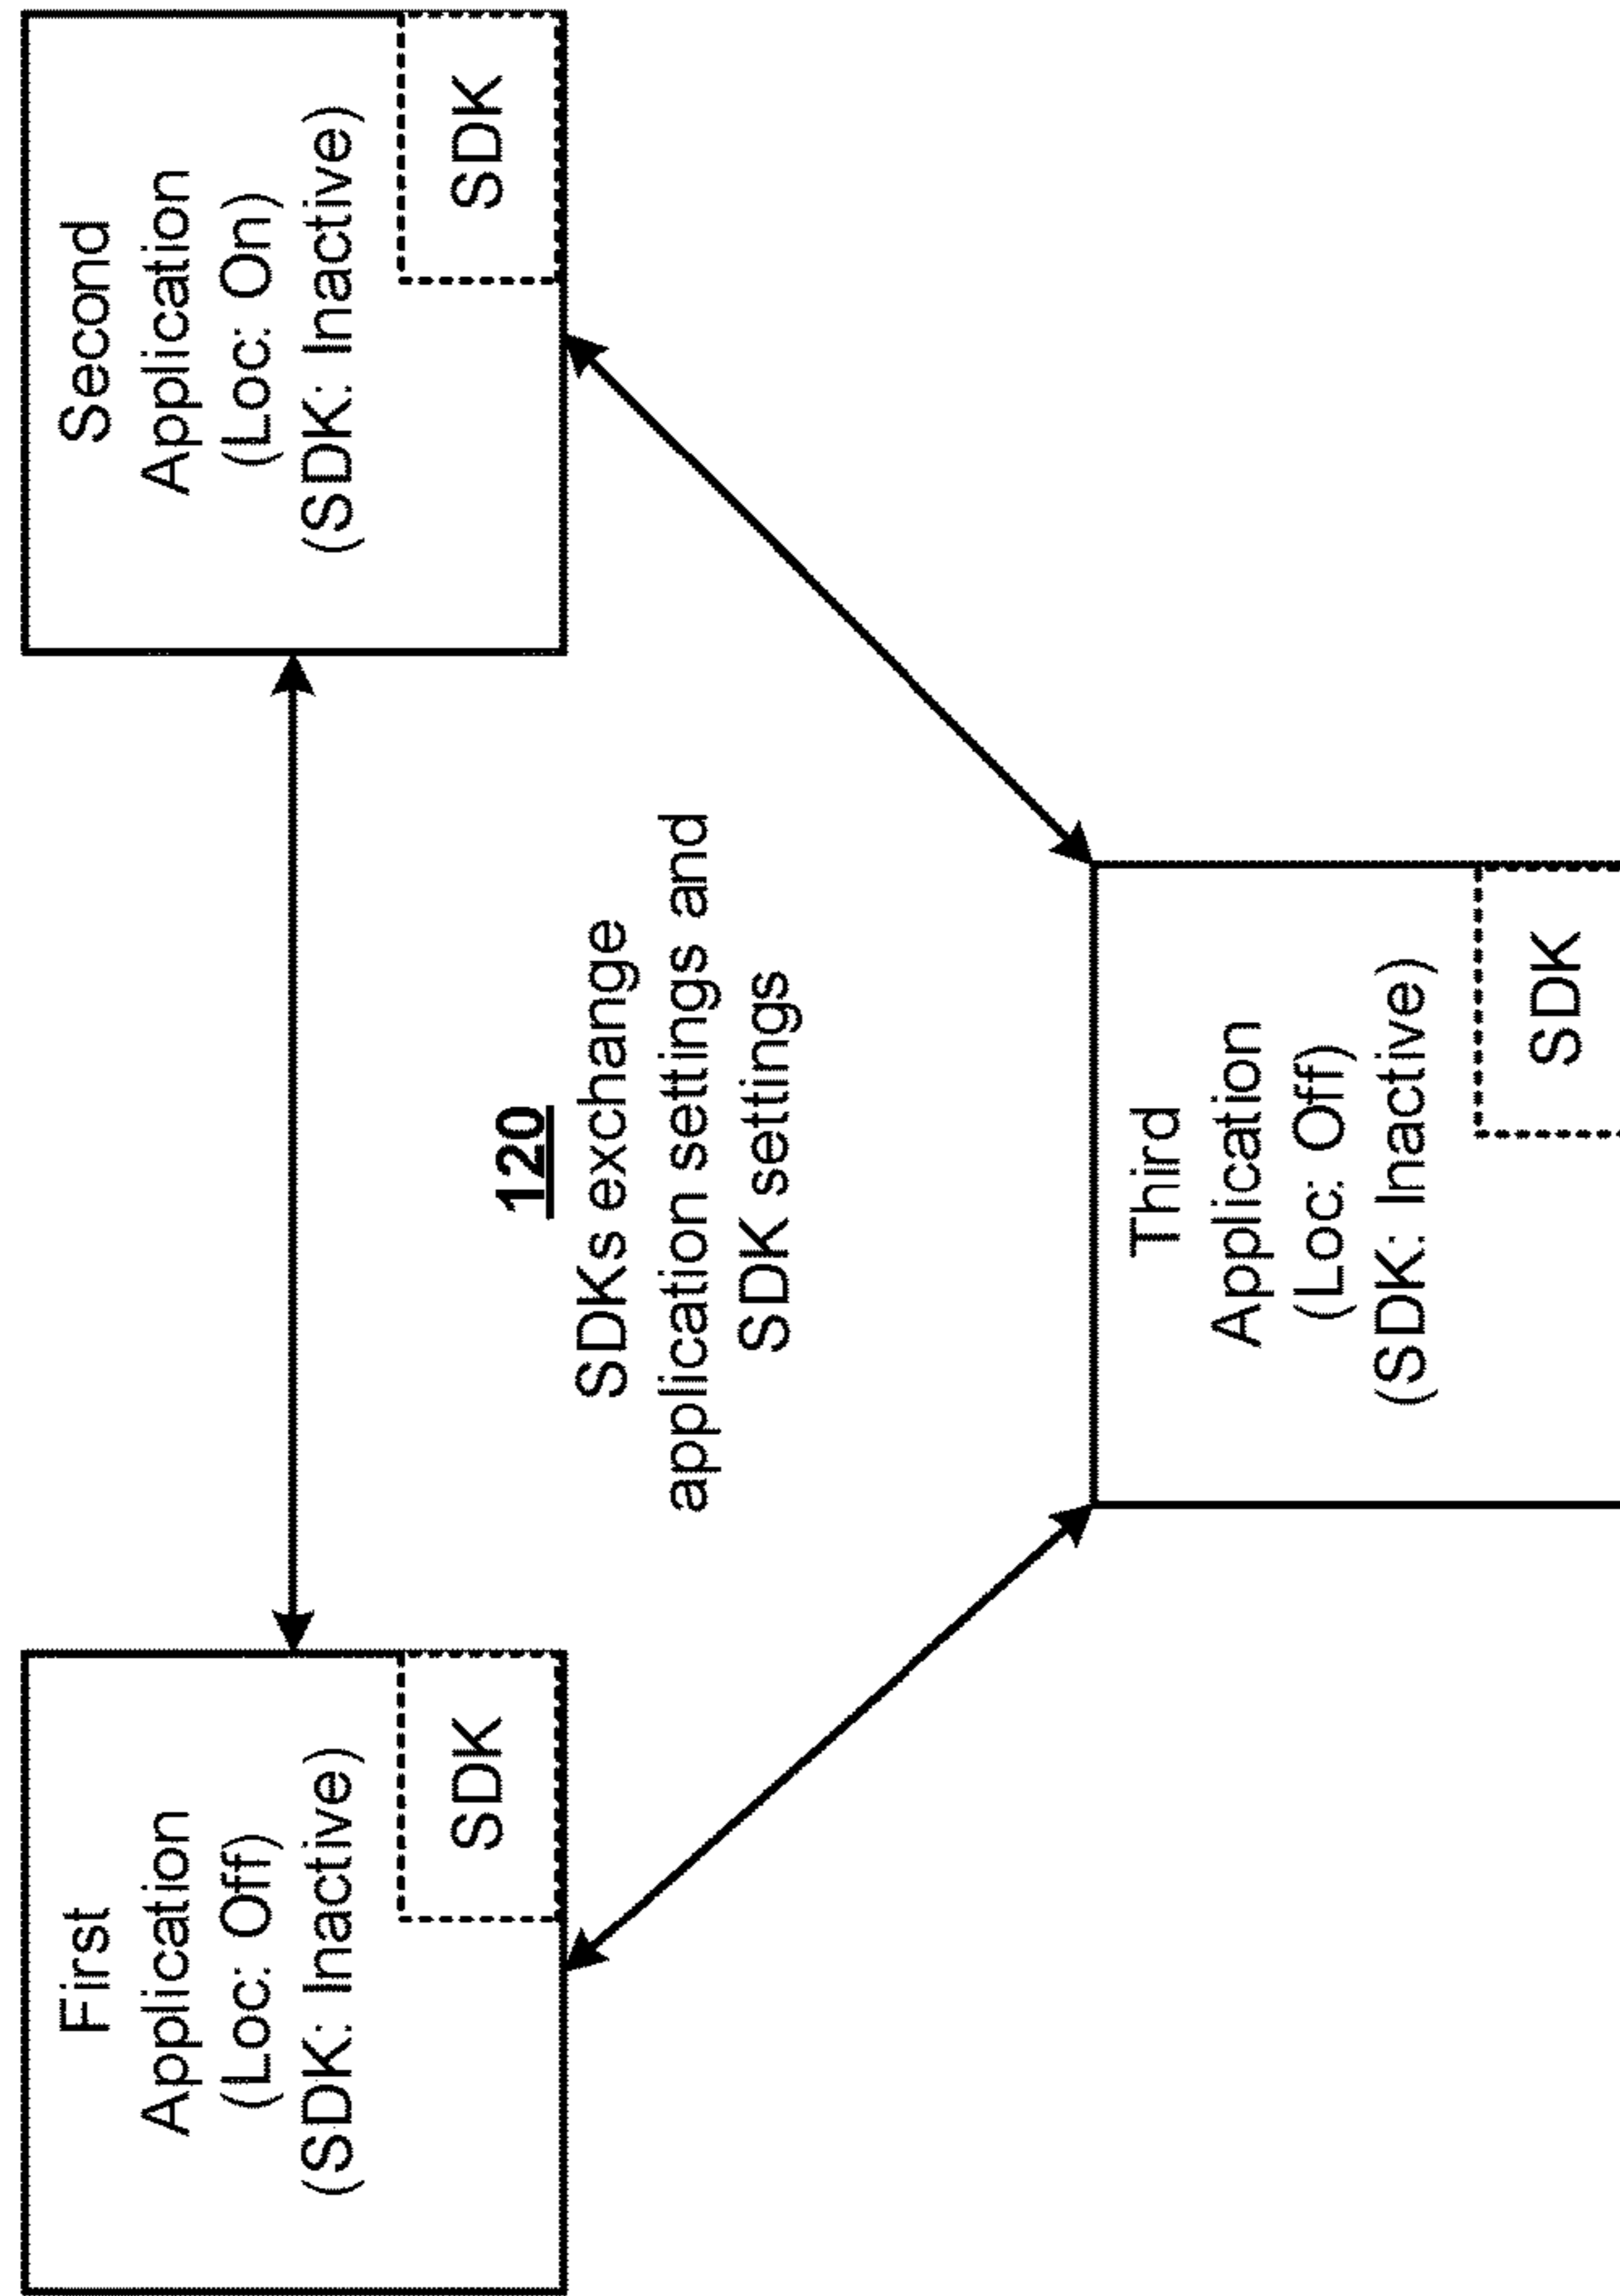 First
Application
(Loc: Off)
(SDK: Inactive)
SDK
Second
Application
(Loc: On)
(SDK: Inactive)
SDK
120
SDKs exchange
application settings and
SDK settings
Third
Application
(Loc: Off)
(SDK: Inactive)
SDK